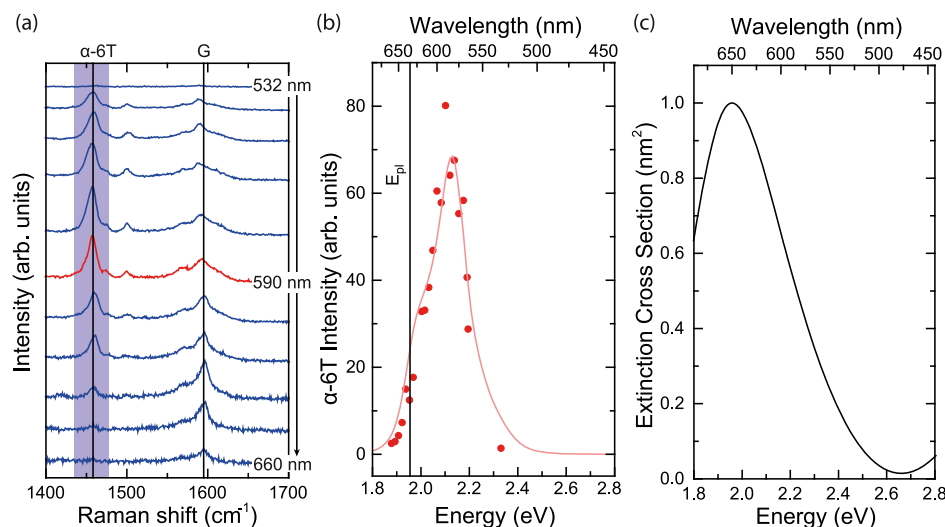 (a)
α-6T
G
532 nm
590 nm
660 nm
Intensity (arb. units)
1400 1500 1600 1700
Raman shift (cm-1)
(b)
Wavelength (nm)
650 600 550 500 450
Epl
α-6T Intensity (arb. units)
80
60
40
20
0
1.8 2.0 2.2 2.4 2.6 2.8
Energy (eV)
(c)
Wavelength (nm)
650 600 550 500 450
Extinction Cross Section (nm2)
1.0
0.8
0.6
0.4
0.2
0.0
1.8 2.0 2.2 2.4 2.6 2.8
Energy (eV)